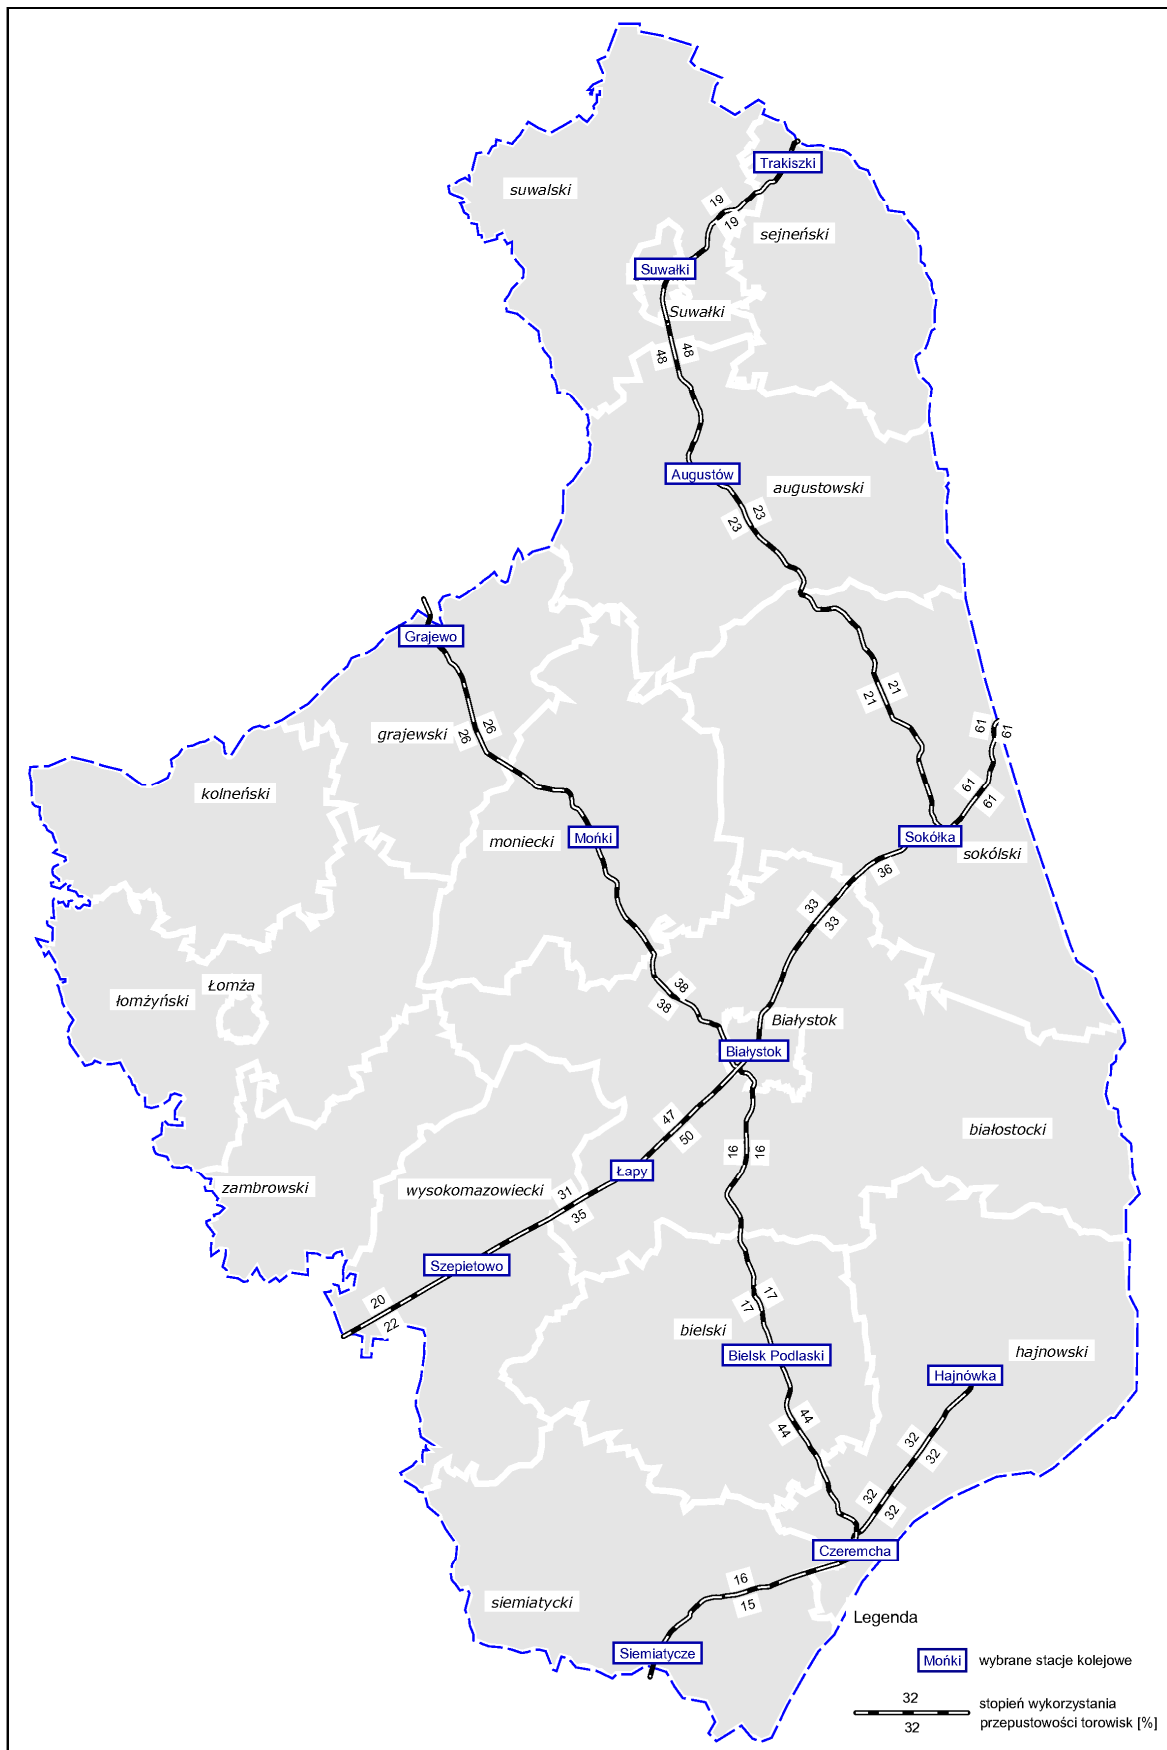 Trakiszki
suwalski
19
19
sejneński
Suwałki
Suwałki
48
48
Augustów
augustowski
23
23
Grajewo
21
21
26
26
grajewski
61
61
kolneński
61
61
Mońki
moniecki
Sokółka
sokólski
36
33
33
Łomża
łomżyński
38
38
Białystok
Białystok
47
50
białostocki
16
16
Łapy
zambrowski
wysokomazowiecki
31
35
Szepietowo
20
22
17
17
bielski
Bielsk Podlaski
hajnowski
Hajnówka
44
44
32
32
32
32
Czeremcha
16
15
siemiatycki
Siemiatycze
Legenda
Mońki
wybrane stacje kolejowe
32
32
stopień wykorzystania
przepustowości torowisk [%]